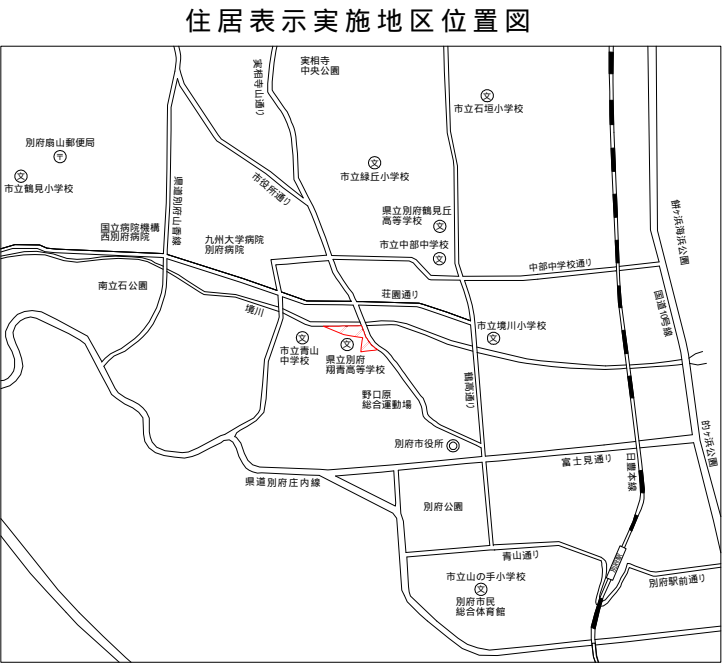 住居表示実施地区位置図
実相寺
中央公園
実相寺山通り
文
市立石垣小学校
別府扇山郵便局
〒
文
市立鶴見小学校
県道別府山香線
市役所通り
文
市立緑丘小学校
県立別府鶴見丘
高等学校
文
市立中部中学校
文
餅ヶ浜海浜公園
国立病院機構
西別府病院
九州大学病院
別府病院
中部中学校通り
南立石公園
荘園通り
境川
国道10号線
市立境川小学校
文
文
市立青山
中学校
文
県立別府
翔青高等学校
鶴高通り
野口原
総合運動場
別府市役所
的ヶ浜公園
富士見通り
日豊本線
県道別府庄内線
別府公園
青山通り
市立山の手小学校
文
別府市民
総合体育館
別府駅前通り